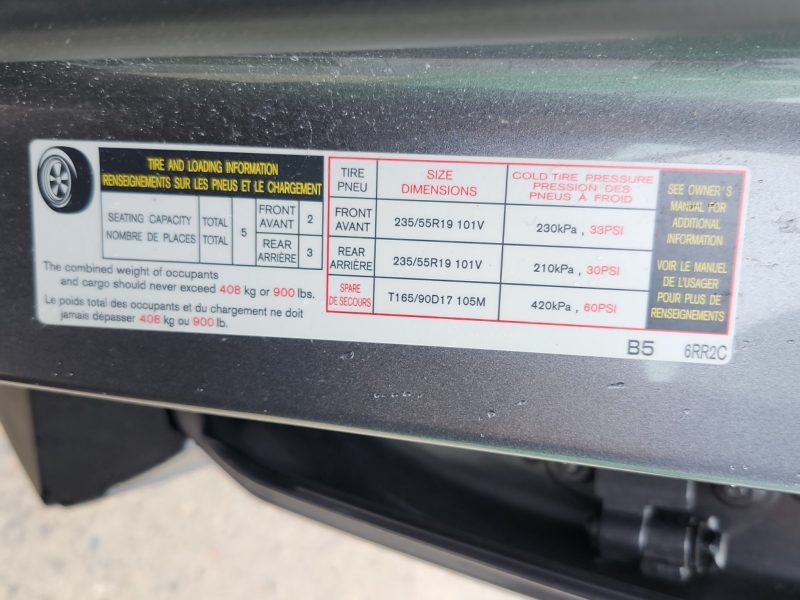 TIRE AND LOADING INFORMATION
RENSEIGNEMENTS SUR LES PNEUS ET LE CHARGEMENT
SEATING CAPACITY TOTAL 5 FRONT AVANT 2
NOMBRE DE PLACES TOTAL REAR ARRIÈRE 3
The combined weight of occupants
and cargo should never exceed 408 kg or 900 lbs.
Le poids total des occupants et du chargement ne doit
jamais dépasser 408 kg ou 900 lb.
TIRE PNEU SIZE DIMENSIONS COLD TIRE PRESSURE PRESSION DES PNEUS À FROID
FRONT AVANT 235/55R19 101V 230kPa , 33PSI
REAR ARRIÈRE 235/55R19 101V 210kPa , 30PSI
SPARE DE SECOURS T165/90D17 105M 420kPa , 60PSI
SEE OWNER'S
MANUAL FOR
ADDITIONAL
INFORMATION
VOIR LE MANUEL
DE L'USAGER
POUR PLUS DE
RENSEIGNEMENTS
B5 6RR2C